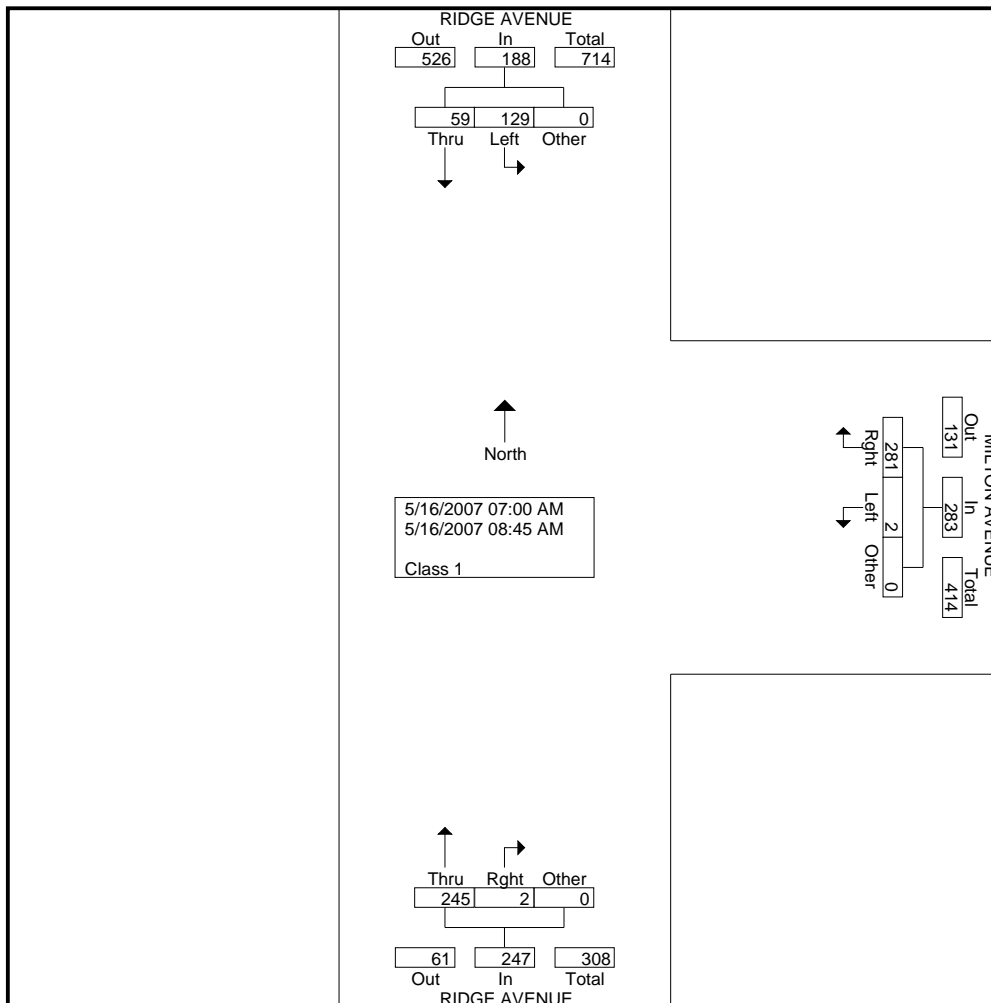 RIDGE AVENUE
Out In Total
526 188 714
59 129 0
Thru Left Other
North
5/16/2007 07:00 AM
5/16/2007 08:45 AM
Class 1
MILTON AVENUE
Out In Total
131 283 414
281 2 0
Rght Left Other
Thru Rght Other
245 2 0
61 247 308
Out In Total
RIDGE AVENUE